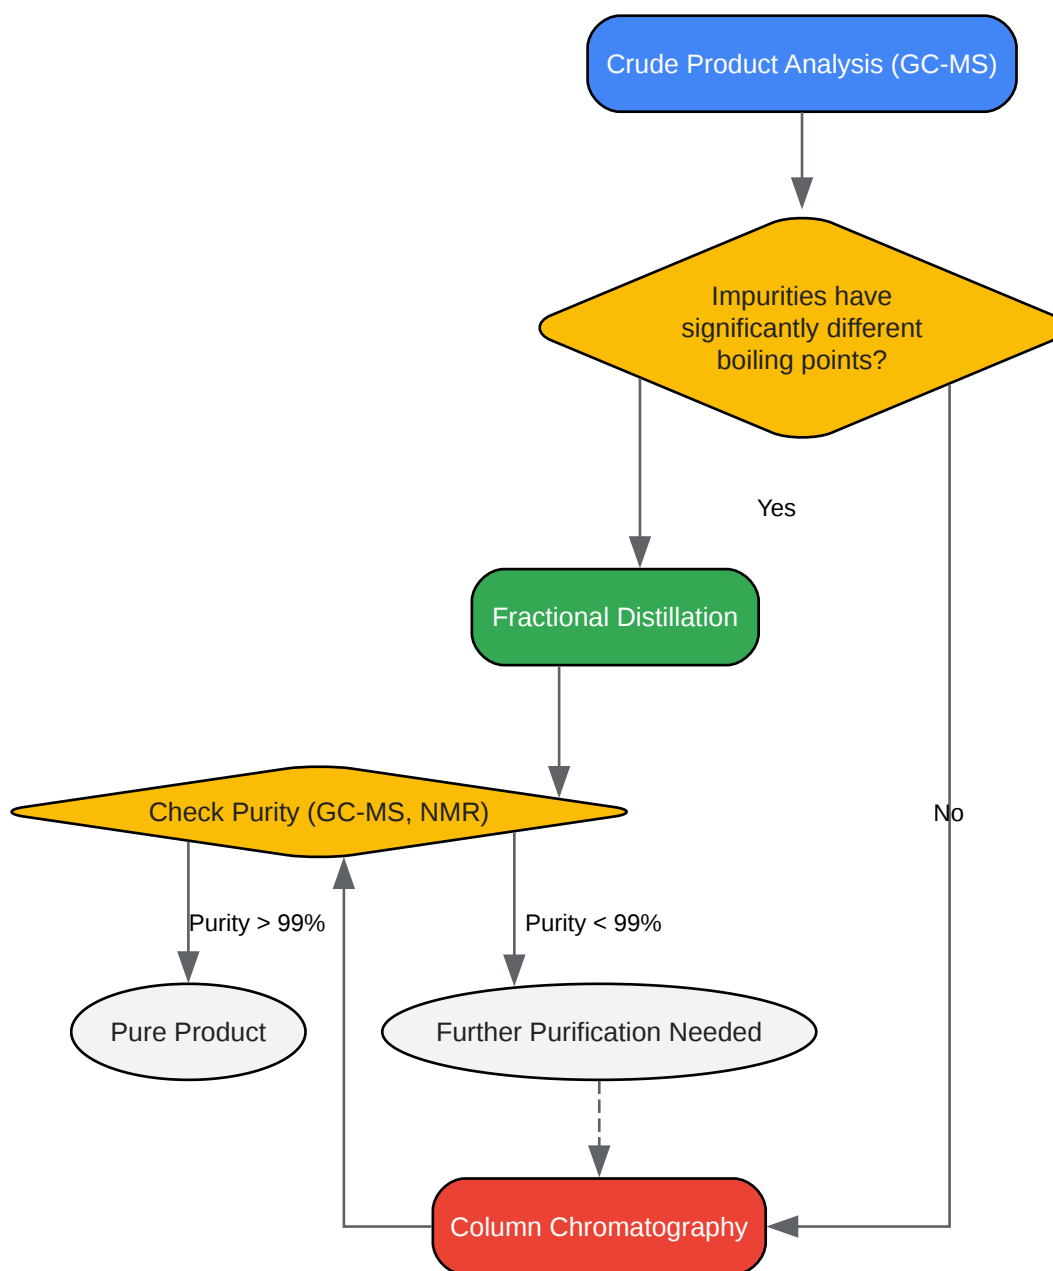 Crude Product Analysis (GC-MS)
Impurities have
significantly different
boiling points?
Yes
Fractional Distillation
Check Purity (GC-MS, NMR)
No
Purity > 99%
Purity < 99%
Pure Product
Further Purification Needed
Column Chromatography